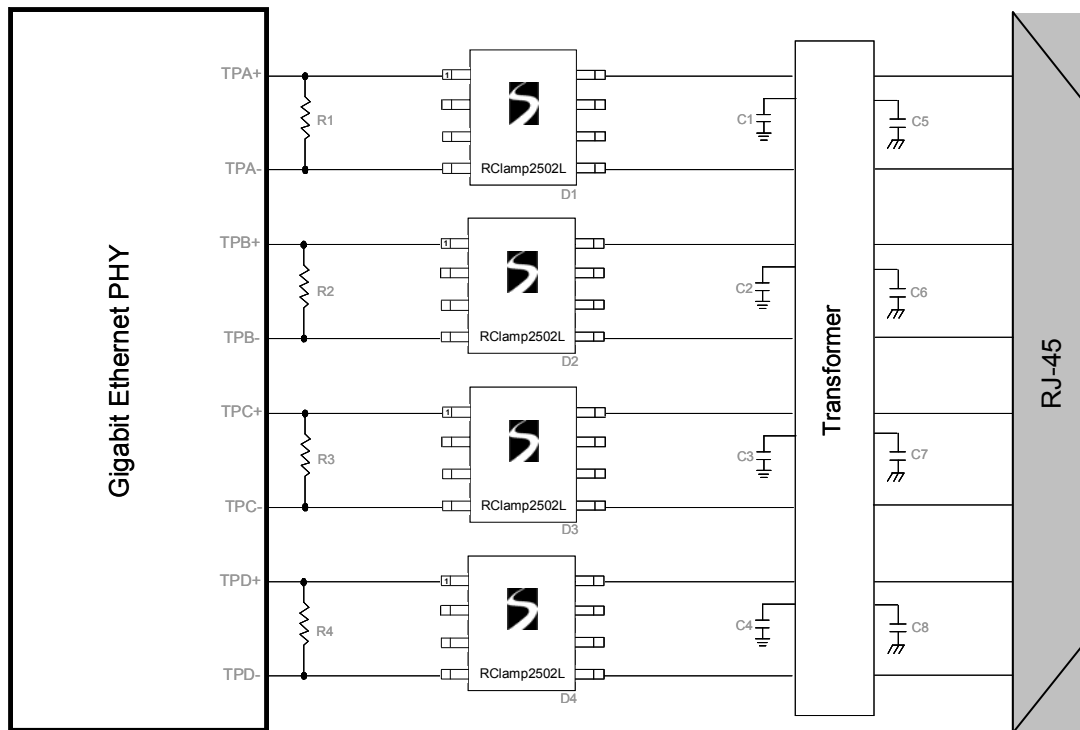 Gigabit Ethernet PHY
TPA+
R1
TPA-
1
RClamp2502L
D1
C1
C5
TPB+
R2
TPB-
1
RClamp2502L
D2
C2
C6
TPC+
R3
TPC-
1
RClamp2502L
D3
C3
C7
TPD+
R4
TPD-
1
RClamp2502L
D4
C4
C8
Transformer
RJ-45